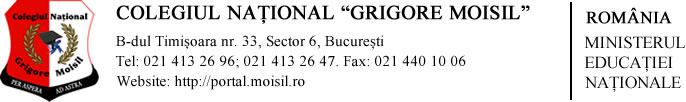 Colegiul Național
Grigore Moisil
PER ASPERA AD ASTRA
COLEGIUL NAȚIONAL “GRIGORE MOISIL”
B-dul Timișoara nr. 33, Sector 6, București
Tel: 021 413 26 96; 021 413 26 47. Fax: 021 440 10 06
Website: http://portal.moisil.ro
ROMÂNIA
MINISTERUL
EDUCAȚIEI
NAȚIONALE